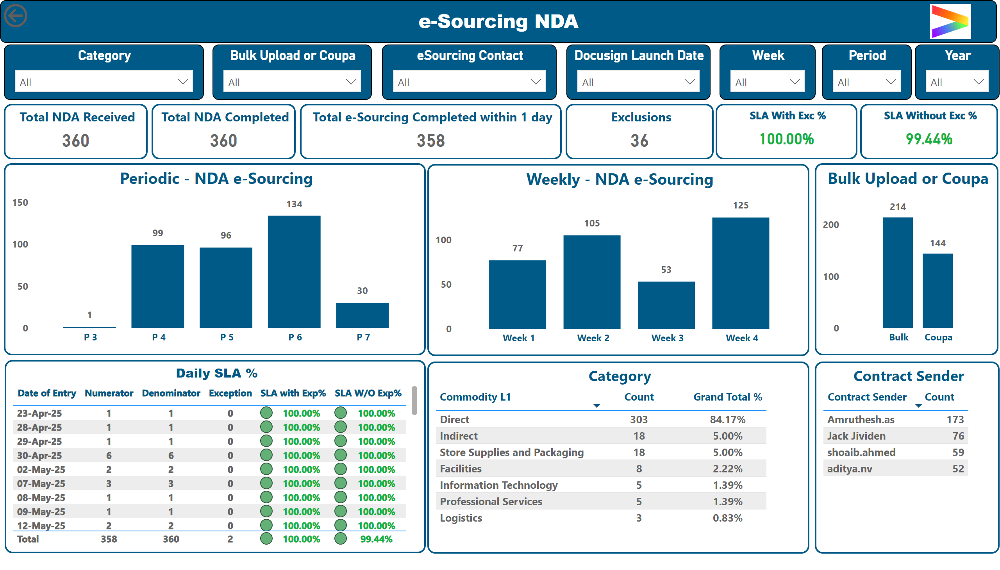 e-Sourcing NDA
Category
All
Bulk Upload or Coupa
All
eSourcing Contact
All
Docusign Launch Date
All
Week
All
Period
All
Year
All
Total NDA Received
360
Total NDA Completed
360
Total e-Sourcing Completed within 1 day
358
Exclusions
36
SLA With Exc %
100.00%
SLA Without Exc %
99.44%
Periodic - NDA e-Sourcing
150
100
50
0
1
99
96
134
30
P 3
P 4
P 5
P 6
P 7
Weekly - NDA e-Sourcing
100
50
0
77
105
53
125
Week 1
Week 2
Week 3
Week 4
Bulk Upload or Coupa
200
100
0
214
144
Bulk
Coupa
Daily SLA %
Date of Entry Numerator Denominator Exception SLA with Exp% SLA W/O Exp%
23-Apr-25 1 1 0 100.00% 100.00%
28-Apr-25 1 1 0 100.00% 100.00%
29-Apr-25 1 1 0 100.00% 100.00%
30-Apr-25 6 6 0 100.00% 100.00%
02-May-25 2 2 0 100.00% 100.00%
07-May-25 3 3 0 100.00% 100.00%
08-May-25 1 1 0 100.00% 100.00%
09-May-25 1 1 0 100.00% 100.00%
12-May-25 2 2 0 100.00% 100.00%
Total 358 360 2 100.00% 99.44%
Category
Commodity L1 Count Grand Total %
Direct 303 84.17%
Indirect 18 5.00%
Store Supplies and Packaging 18 5.00%
Facilities 8 2.22%
Information Technology 5 1.39%
Professional Services 5 1.39%
Logistics 3 0.83%
Contract Sender
Contract Sender Count
Amruthesh.as 173
Jack Jividen 76
shoaib.ahmed 59
aditya.nv 52